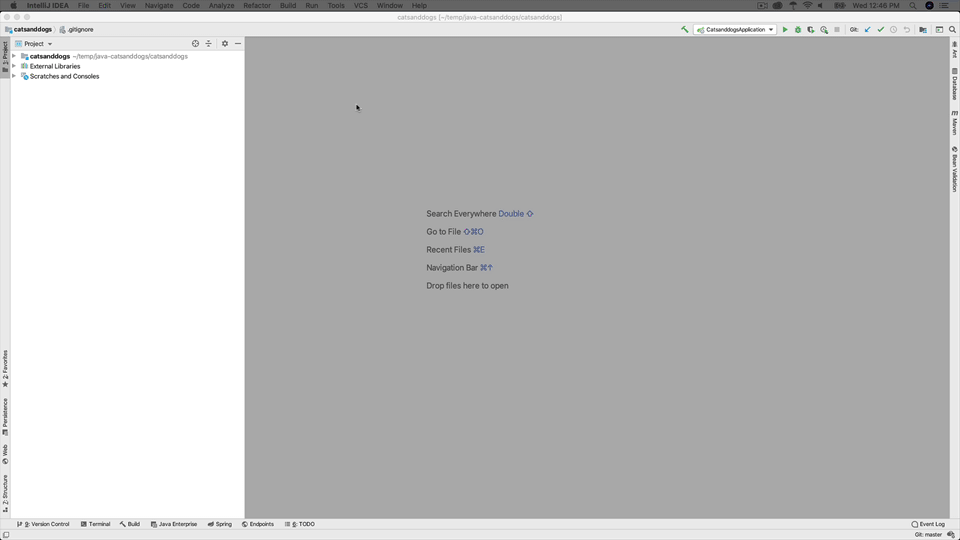 IntelliJ IDEA File Edit View Navigate Code Analyze Refactor Build Run Tools VCS Window Help Wed 12:46 PM
catsanddogs [~/temp/java-catsanddogs/catsanddogs]
catsanddogs .gitignore CatsanddogsApplication Git:
Project
catsanddogs ~/temp/java-catsanddogs/catsanddogs
External Libraries
Scratches and Consoles
1: Project
2: Favorites
Persistence
Web
Z: Structure
Search Everywhere Double ⇧
Go to File ⇧⌘O
Recent Files ⌘E
Navigation Bar ⌘↑
Drop files here to open
Ant
Database
Maven
Bean Validation
9: Version Control Terminal Build Java Enterprise Spring Endpoints 6: TODO Event Log
Git: master